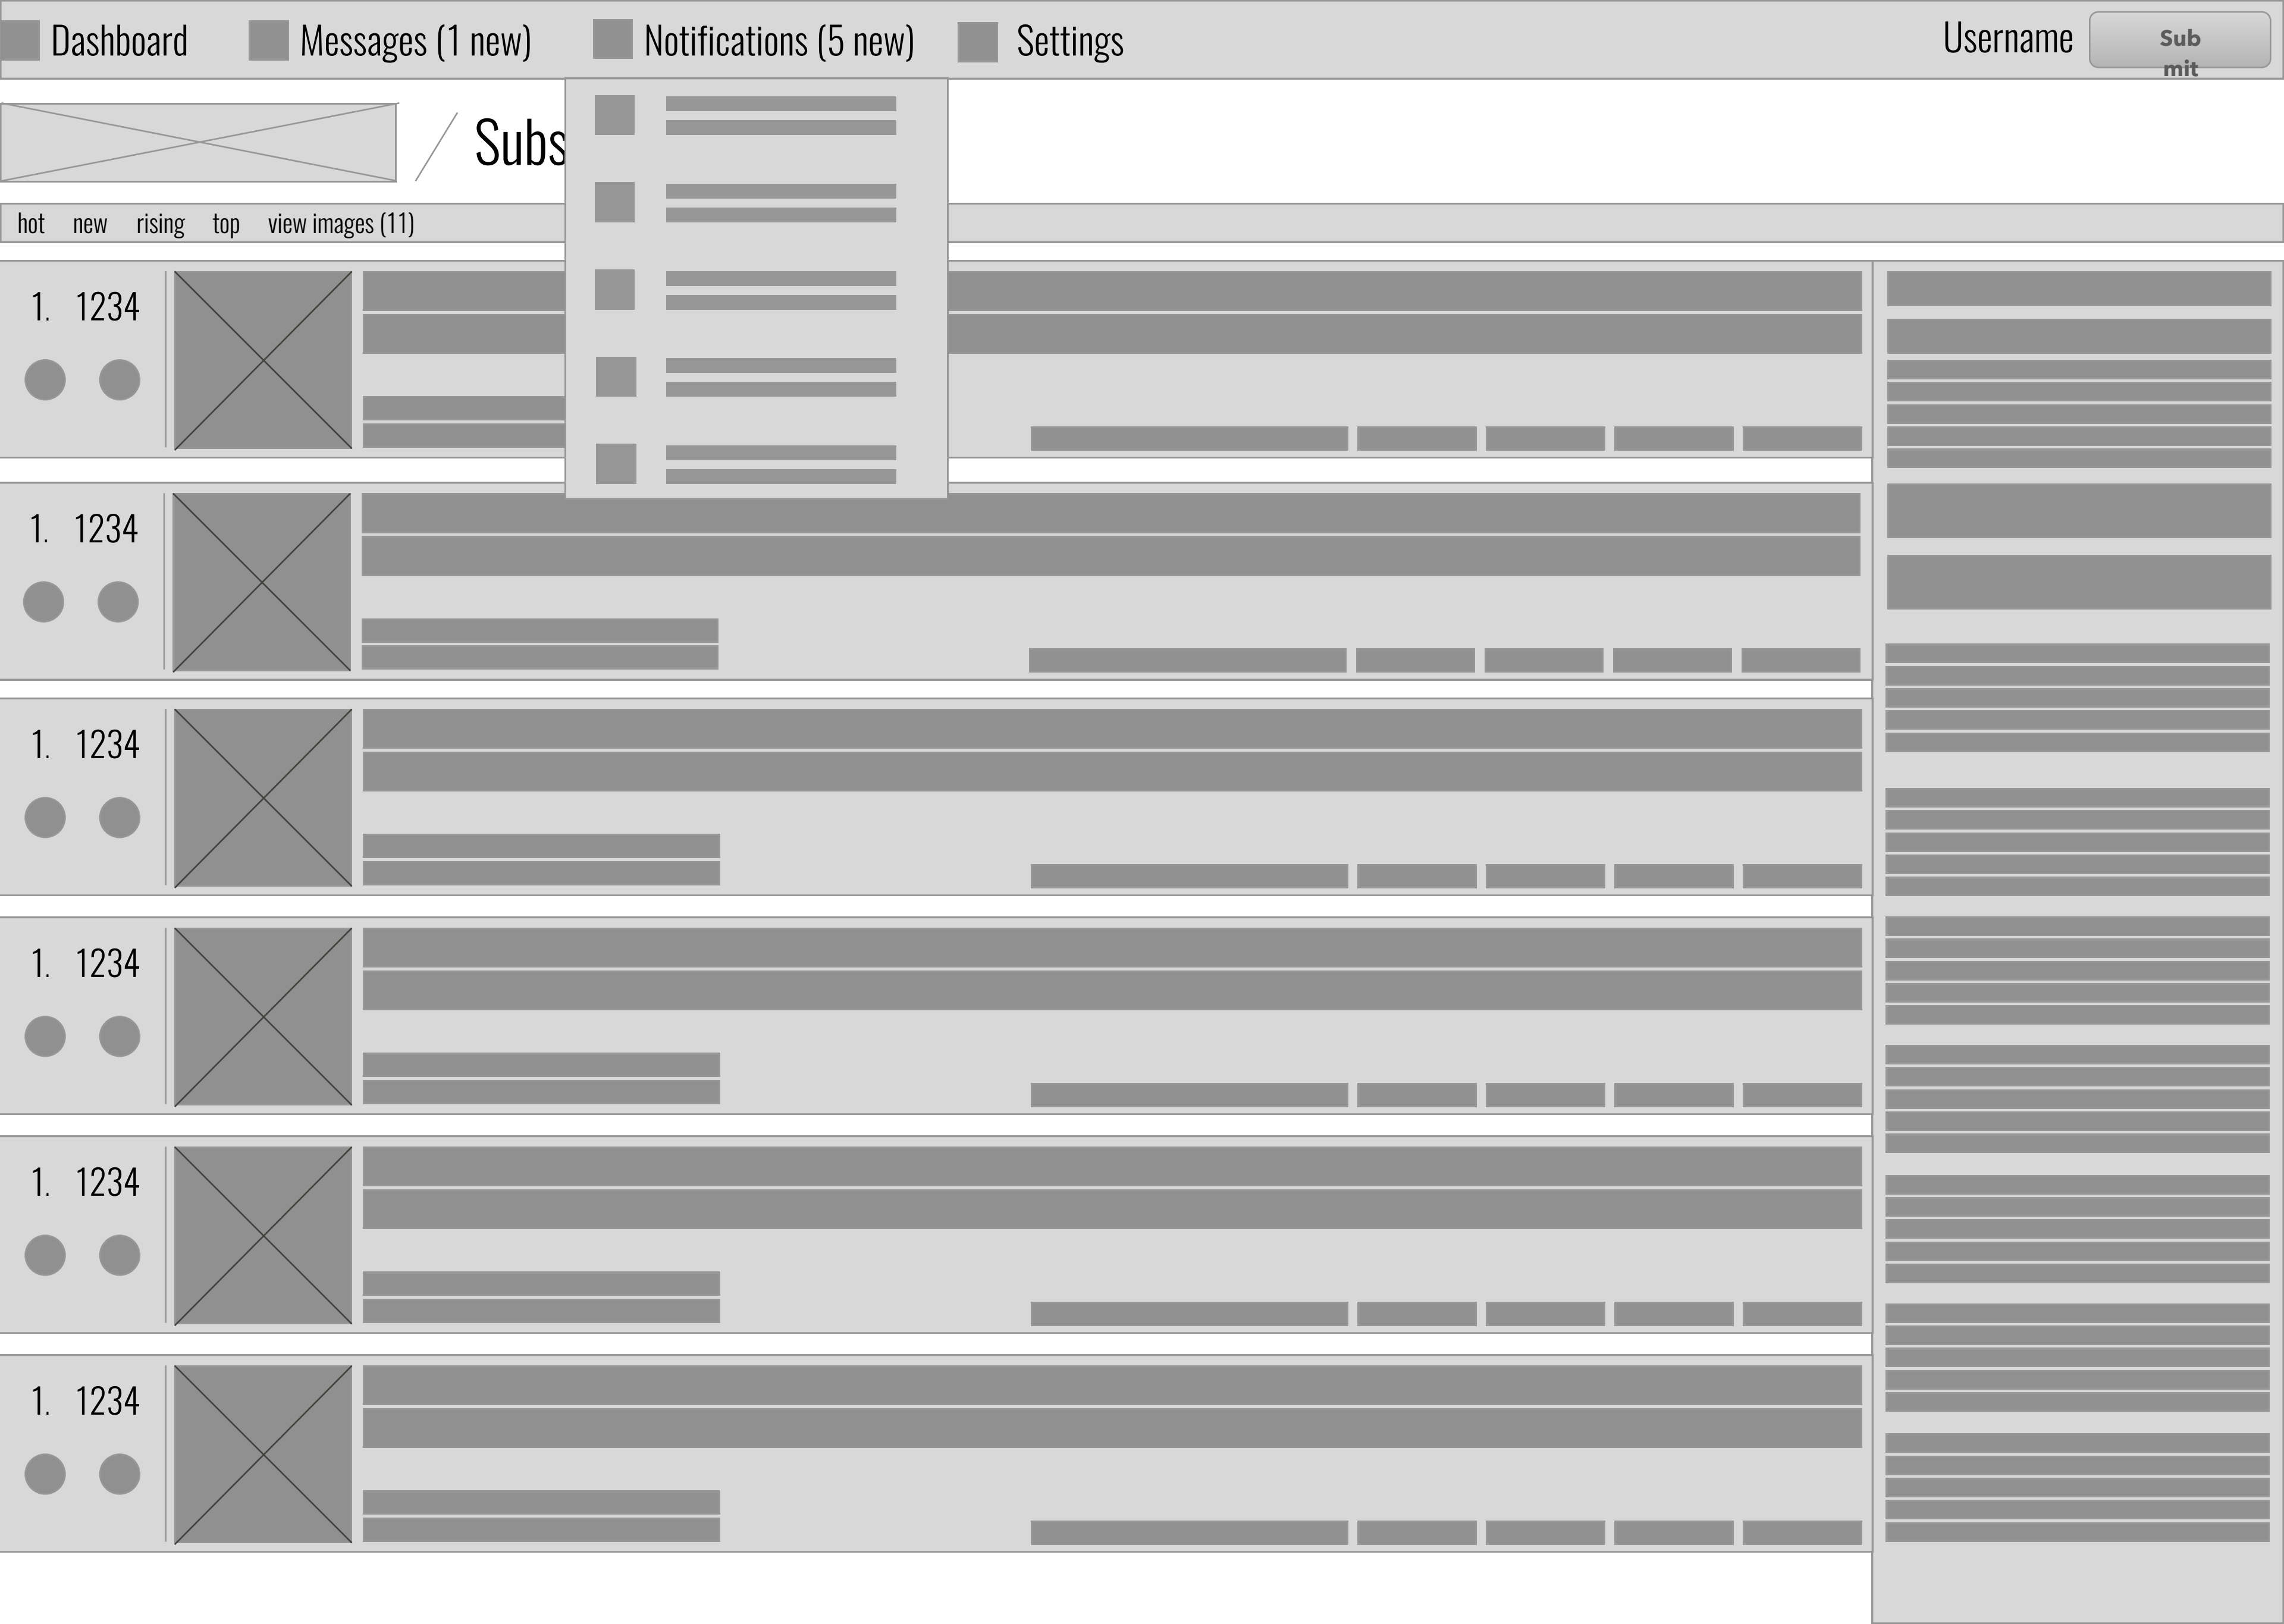 Dashboard Messages (1 new) Notifications (5 new) Settings Username Sub
mit
Subs
hot new rising top view images (11)
1. 1234
1. 1234
1. 1234
1. 1234
1. 1234
1. 1234